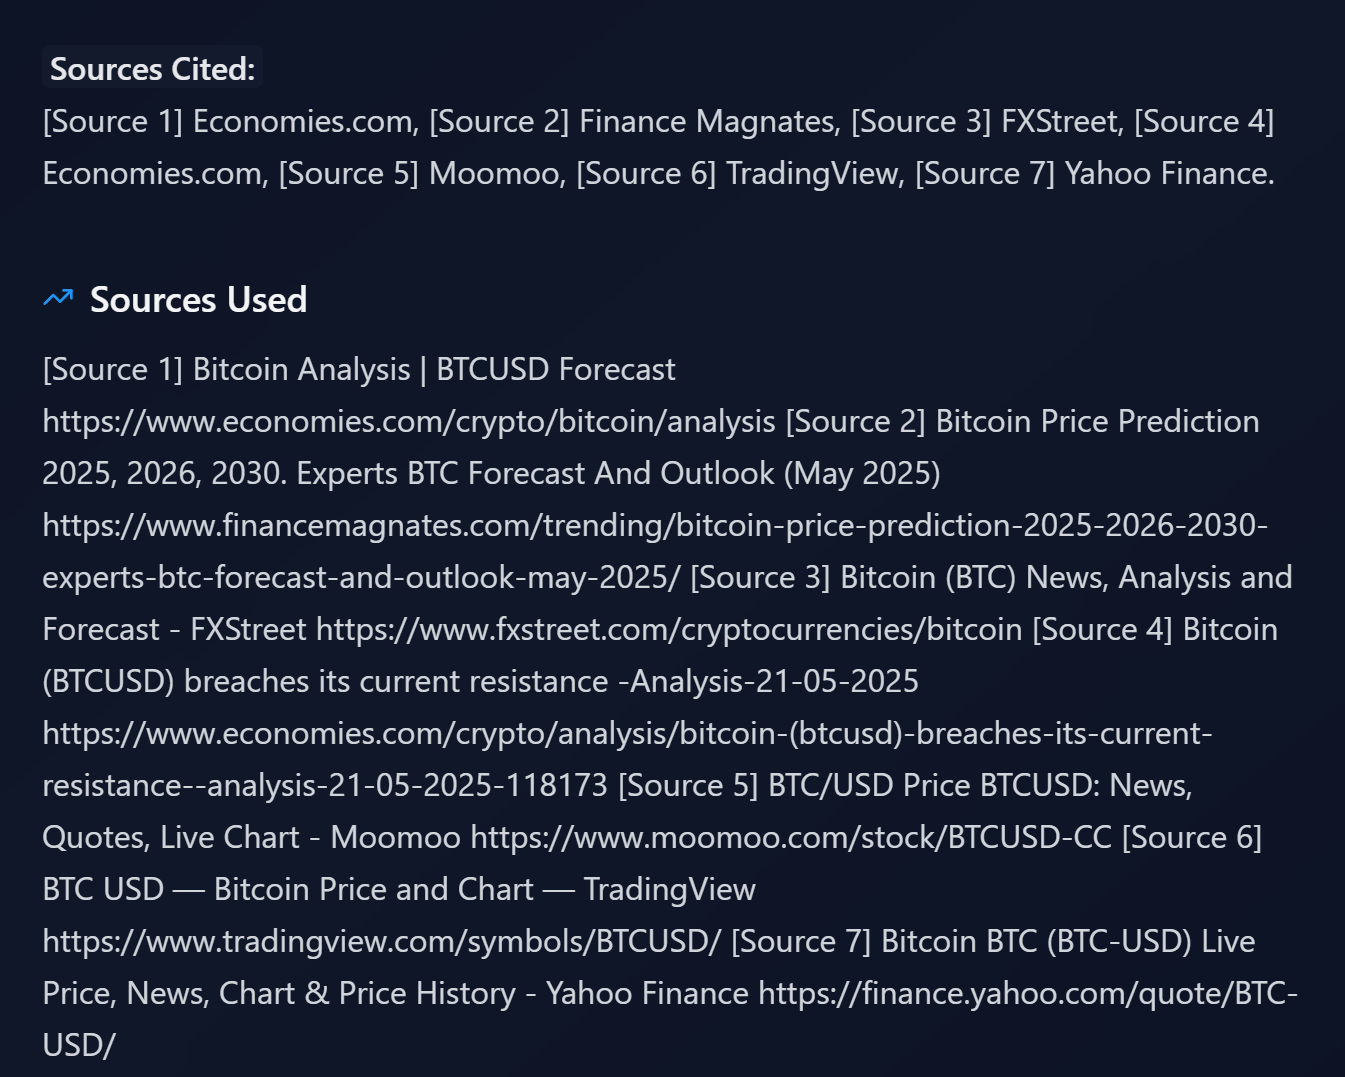 Sources Cited:
[Source 1] Economies.com, [Source 2] Finance Magnates, [Source 3] FXStreet, [Source 4]
Economies.com, [Source 5] Moomoo, [Source 6] TradingView, [Source 7] Yahoo Finance.
Sources Used
[Source 1] Bitcoin Analysis | BTCUSD Forecast
https://www.economies.com/crypto/bitcoin/analysis [Source 2] Bitcoin Price Prediction
2025, 2026, 2030. Experts BTC Forecast And Outlook (May 2025)
https://www.financemagnates.com/trending/bitcoin-price-prediction-2025-2026-2030-
experts-btc-forecast-and-outlook-may-2025/ [Source 3] Bitcoin (BTC) News, Analysis and
Forecast - FXStreet https://www.fxstreet.com/cryptocurrencies/bitcoin [Source 4] Bitcoin
(BTCUSD) breaches its current resistance -Analysis-21-05-2025
https://www.economies.com/crypto/analysis/bitcoin-(btcusd)-breaches-its-current-
resistance--analysis-21-05-2025-118173 [Source 5] BTC/USD Price BTCUSD: News,
Quotes, Live Chart - Moomoo https://www.moomoo.com/stock/BTCUSD-CC [Source 6]
BTC USD — Bitcoin Price and Chart — TradingView
https://www.tradingview.com/symbols/BTCUSD/ [Source 7] Bitcoin BTC (BTC-USD) Live
Price, News, Chart & Price History - Yahoo Finance https://finance.yahoo.com/quote/BTC-
USD/